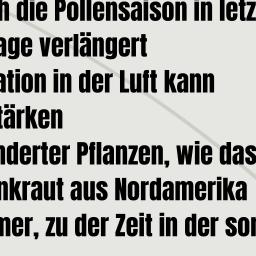 h die Pollensaison in letz
age verlängert
ation in der Luft kann
tärken
nderter Pflanzen, wie das
nkraut aus Nordamerika
mer, zu der Zeit in der son